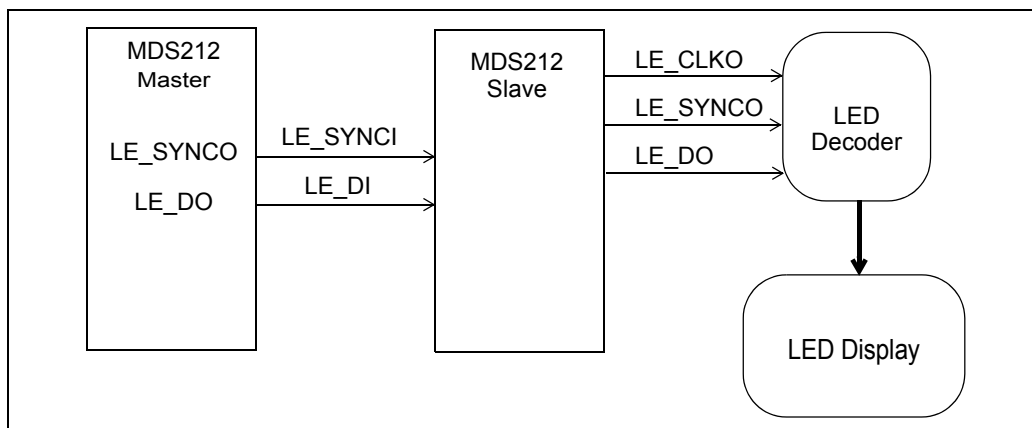 MDS212
Master
LE_SYNCO
LE_DO
LE_SYNCI
LE_DI
MDS212
Slave
LE_CLKO
LE_SYNCO
LE_DO
LED
Decoder
LED Display